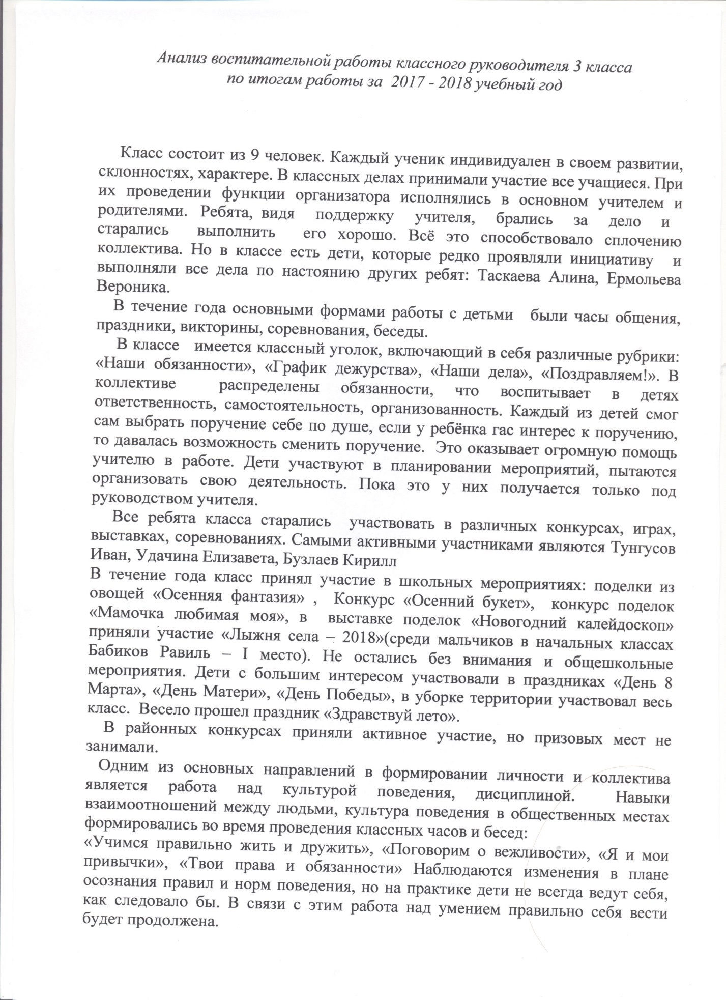 Анализ воспитательной работы классного руководителя 3 класса
по итогам работы за 2017 - 2018 учебный год
Класс состоит из 9 человек. Каждый ученик индивидуален в своем развитии,
склонностях, характере. В классных делах принимали участие все учащиеся. При
их проведении функции организатора исполнялись в основном учителем и
родителями. Ребята, видя поддержку учителя, брались за дело и
старались выполнить его хорошо. Всё это способствовало сплочению
коллектива. Но в классе есть дети, которые редко проявляли инициативу и
выполняли все дела по настоянию других ребят: Таскаева Алина, Ермольева
Вероника.
В течение года основными формами работы с детьми были часы общения,
праздники, викторины, соревнования, беседы.
В классе имеется классный уголок, включающий в себя различные рубрики:
«Наши обязанности», «График дежурства», «Наши дела», «Поздравляем!». В
коллективе распределены обязанности, что воспитывает в детях
ответственность, самостоятельность, организованность. Каждый из детей смог
сам выбрать поручение себе по душе, если у ребёнка гас интерес к поручению,
то давалась возможность сменить поручение. Это оказывает огромную помощь
учителю в работе. Дети участвуют в планировании мероприятий, пытаются
организовать свою деятельность. Пока это у них получается только под
руководством учителя.
Все ребята класса старались участвовать в различных конкурсах, играх,
выставках, соревнованиях. Самыми активными участниками являются Тунгусов
Иван, Удачина Елизавета, Бузлаев Кирилл
В течение года класс принял участие в школьных мероприятиях: поделки из
овощей «Осенняя фантазия» , Конкурс «Осенний букет», конкурс поделок
«Мамочка любимая моя», в выставке поделок «Новогодний калейдоскоп»
приняли участие «Лыжня села – 2018»(среди мальчиков в начальных классах
Бабиков Равиль – I место). Не остались без внимания и общешкольные
мероприятия. Дети с большим интересом участвовали в праздниках «День 8
Марта», «День Матери», «День Победы», в уборке территории участвовал весь
класс. Весело прошел праздник «Здравствуй лето».
В районных конкурсах приняли активное участие, но призовых мест не
занимали.
Одним из основных направлений в формировании личности и коллектива
является работа над культурой поведения, дисциплиной. Навыки
взаимоотношений между людьми, культура поведения в общественных местах
формировались во время проведения классных часов и бесед:
«Учимся правильно жить и дружить», «Поговорим о вежливости», «Я и мои
привычки», «Твои права и обязанности» Наблюдаются изменения в плане
осознания правил и норм поведения, но на практике дети не всегда ведут себя,
как следовало бы. В связи с этим работа над умением правильно себя вести
будет продолжена.